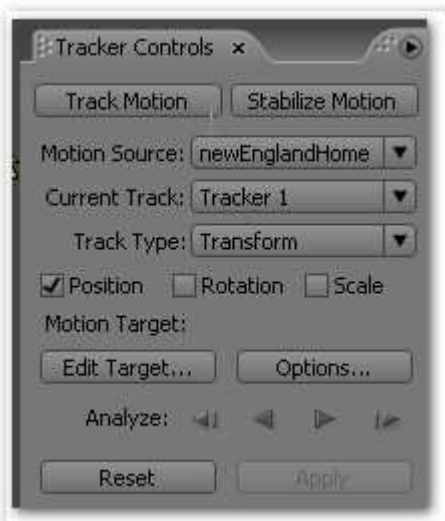 Tracker Controls x
Track Motion Stabilize Motion
Motion Source: newEnglandHome
Current Track: Tracker 1
Track Type: Transform
Position Rotation Scale
Motion Target:
Edit Target... Options...
Analyze:
Reset Apply